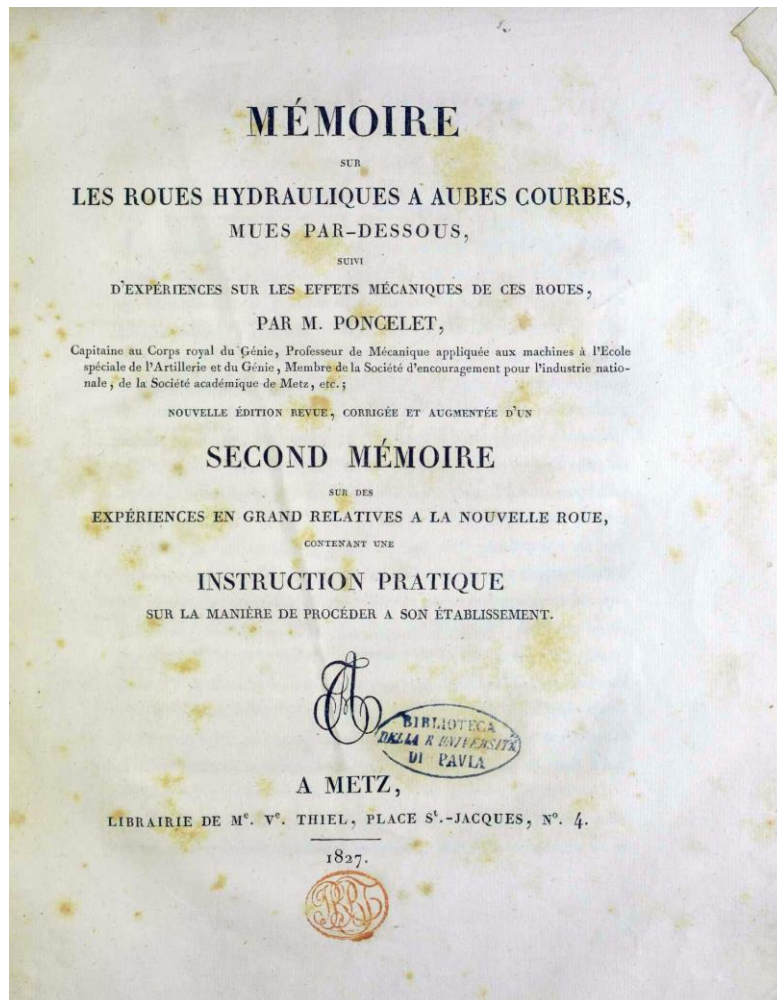 MÉMOIRE
SUR
LES ROUES HYDRAULIQUES A AUBES COURBES,
MUES PAR-DESSOUS,
SUIVI
D'EXPÉRIENCES SUR LES EFFETS MÉCANIQUES DE CES ROUES,
PAR M. PONCELET,
Capitaine au Corps royal du Génie, Professeur de Mécanique appliquée aux machines à l'Ecole
spéciale de l'Artillerie et du Génie, Membre de la Société d'encouragement pour l'industrie natio-
nale, de la Société académique de Metz, etc.;
NOUVELLE ÉDITION REVUE, CORRIGÉE ET AUGMENTÉE D'UN
SECOND MÉMOIRE
SUR DES
EXPÉRIENCES EN GRAND RELATIVES A LA NOUVELLE ROUE,
CONTENANT UNE
INSTRUCTION PRATIQUE
SUR LA MANIÈRE DE PROCÉDER A SON ÉTABLISSEMENT.
BIBLIOTECA
DELLA R UNIVERSITÀ
DI PAVIA
A METZ,
LIBRAIRIE DE Me. Ve. THIEL, PLACE St.-JACQUES, No. 4.
1827.